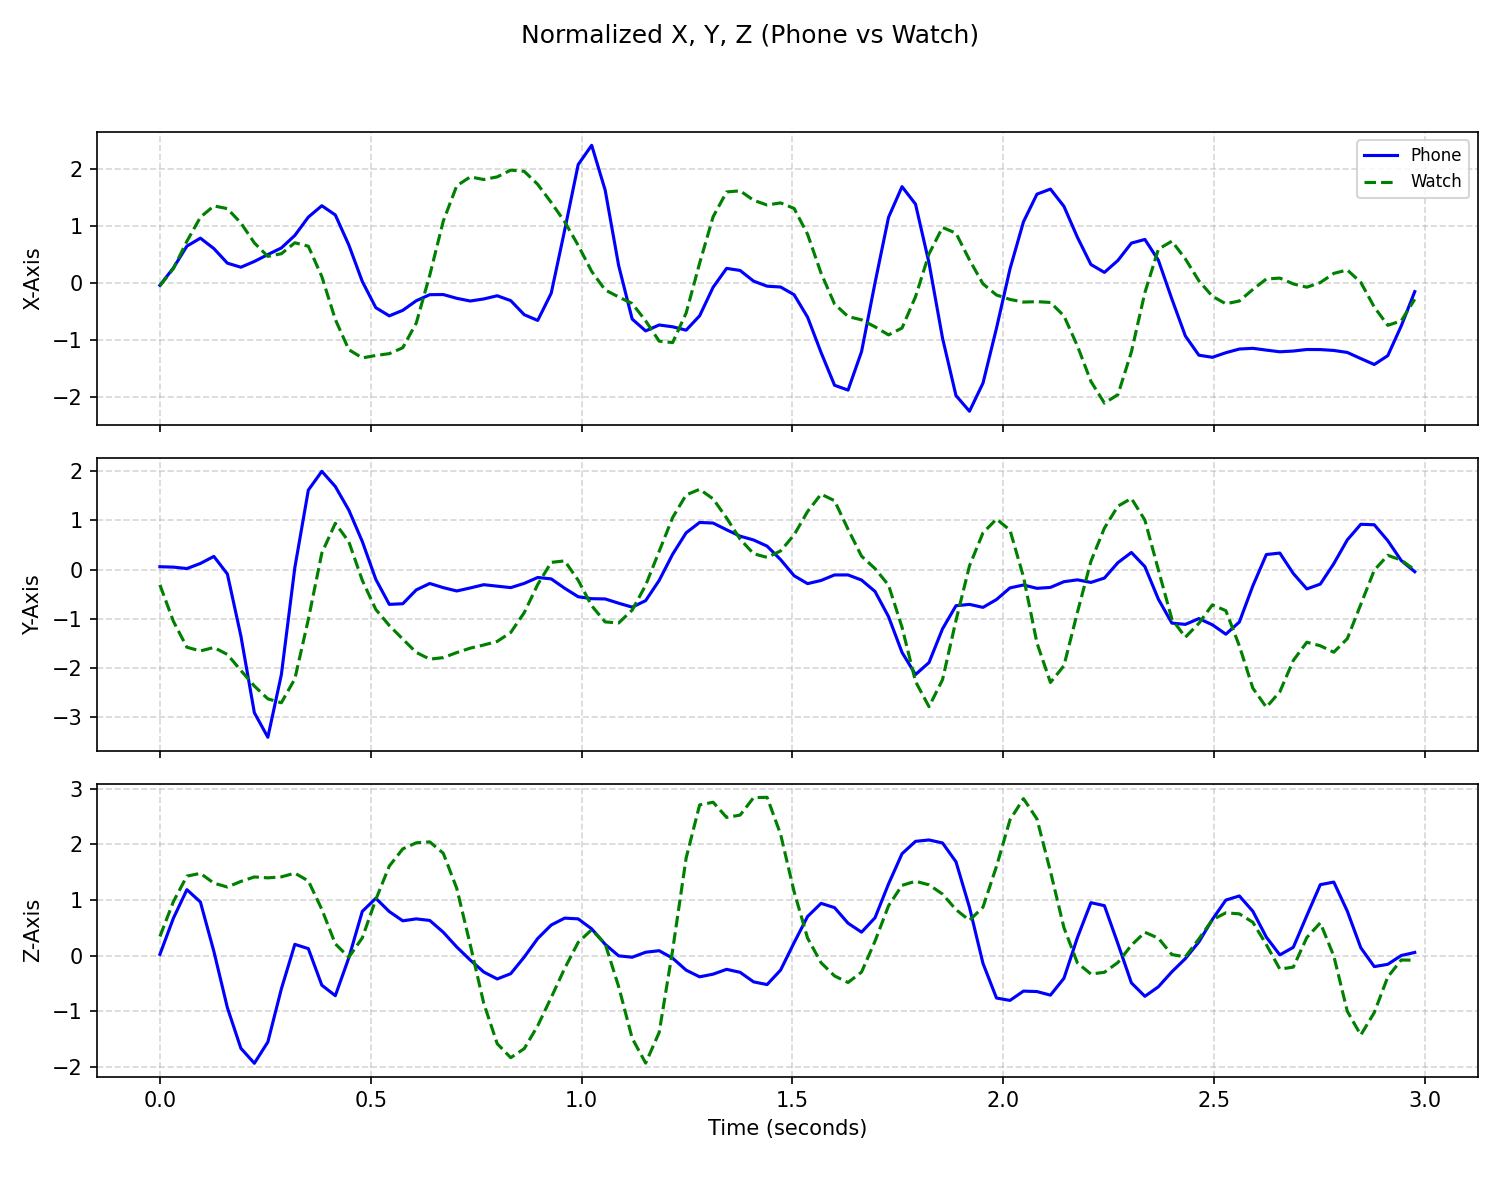 Normalized X, Y, Z (Phone vs Watch)
Phone
Watch
X-Axis
2
1
0
−1
−2
Y-Axis
2
1
0
−1
−2
−3
Z-Axis
3
2
1
0
−1
−2
0.0 0.5 1.0 1.5 2.0 2.5 3.0
Time (seconds)